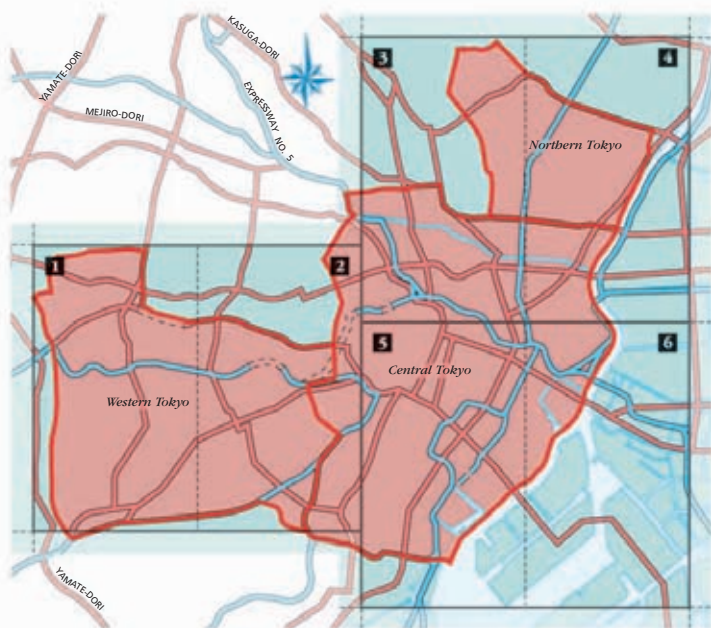 KASUGA-DORI
YAMATE-DORI
EXPRESSWAY NO. 5
MEJIRO-DORI
3
4
Northern Tokyo
1
2
5
6
Central Tokyo
Western Tokyo
YAMATE-DORI